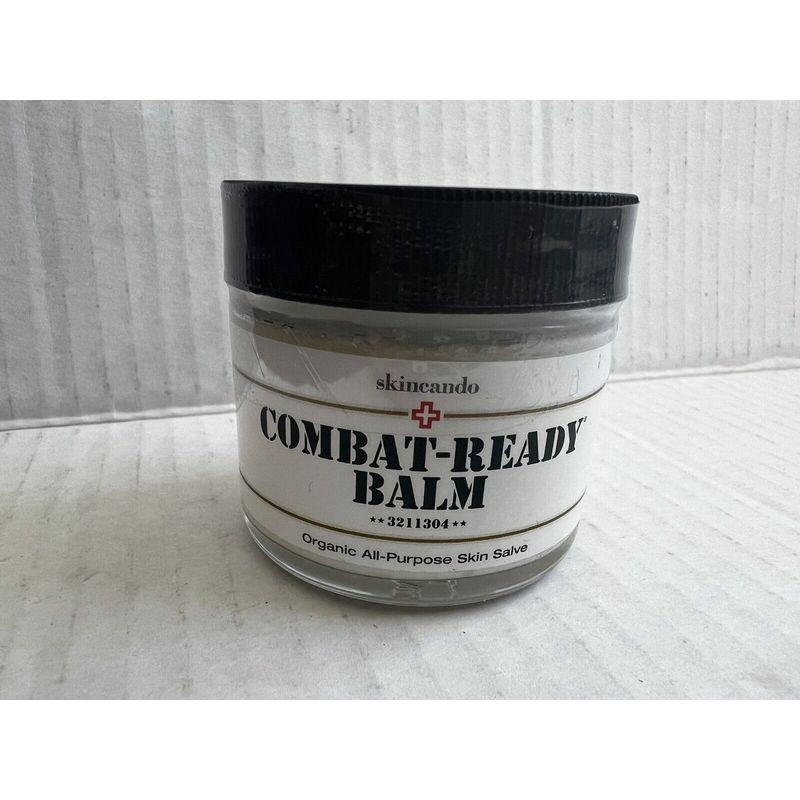 skincando
COMBAT-READY®
BALM
★★3211304★★
Organic All-Purpose Skin Salve